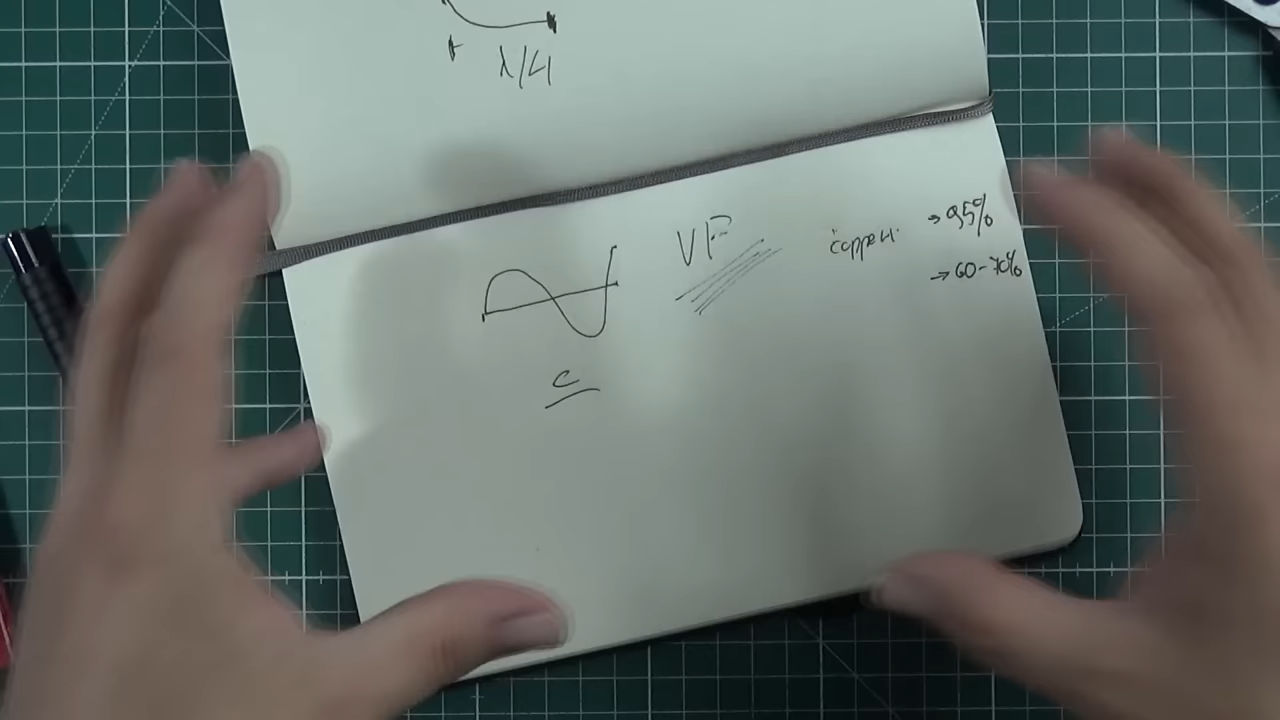 λ/4
VF
copper
→95%
→60-70%
c